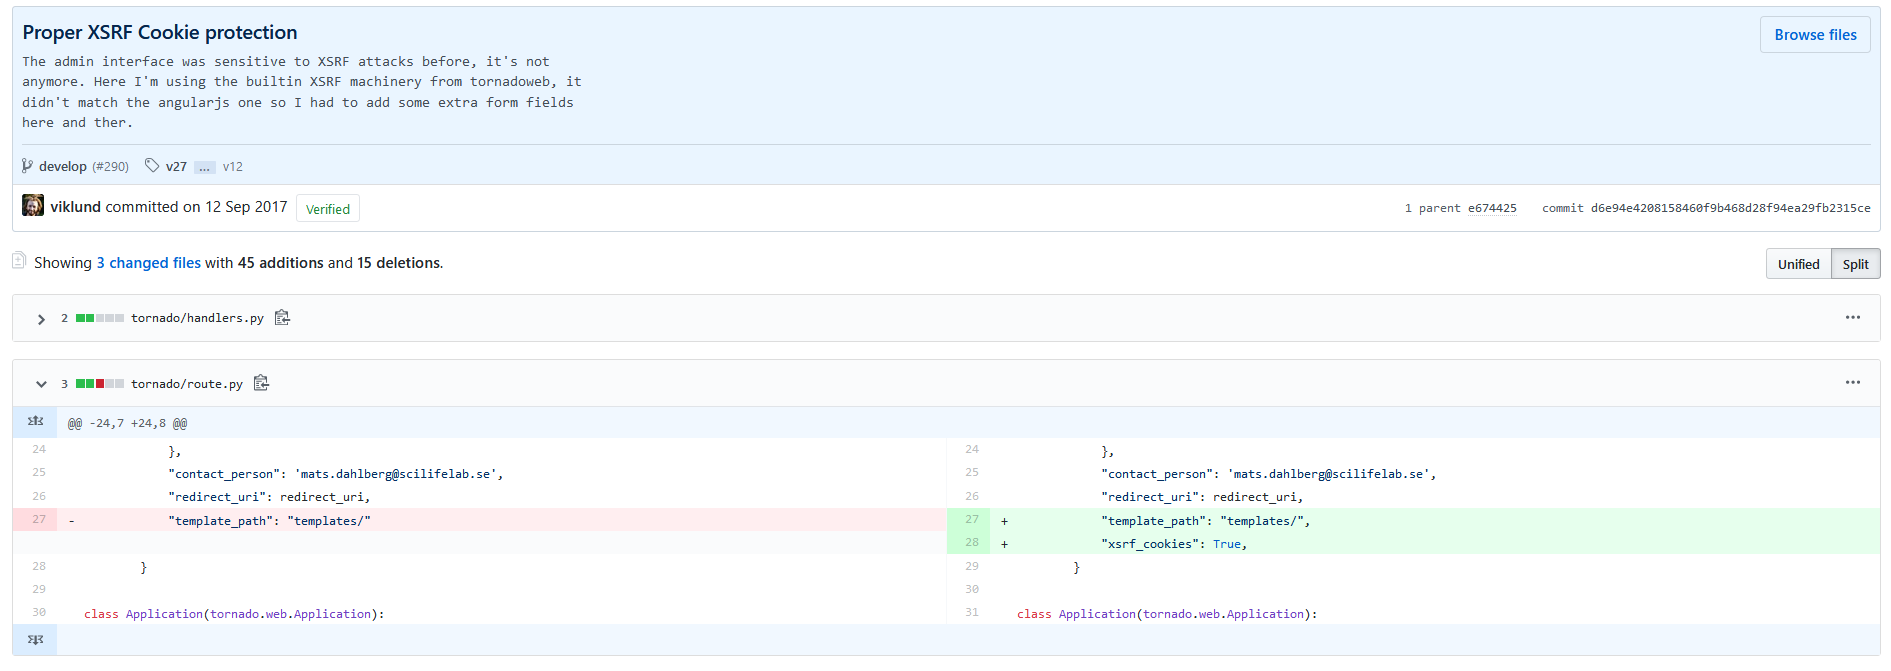 Proper XSRF Cookie protection
Browse files
The admin interface was sensitive to XSRF attacks before, it's not
anymore. Here I'm using the builtin XSRF machinery from tornadoweb, it
didn't match the angularjs one so I had to add some extra form fields
here and ther.
develop (#290) v27 ... v12
viklund committed on 12 Sep 2017 Verified
1 parent e674425 commit d6e94e4208158460f9b468d28f94ea29fb2315ce
Showing 3 changed files with 45 additions and 15 deletions.
Unified Split
2 tornado/handlers.py
3 tornado/route.py
@@ -24,7 +24,8 @@
24 }, 24 },
25 "contact_person": 'mats.dahlberg@scilifelab.se', 25 "contact_person": 'mats.dahlberg@scilifelab.se',
26 "redirect_uri": redirect_uri, 26 "redirect_uri": redirect_uri,
27 - "template_path": "templates/" 27 + "template_path": "templates/",
28 + "xsrf_cookies": True,
28 } 29 }
29 30
30 class Application(tornado.web.Application): 31 class Application(tornado.web.Application):